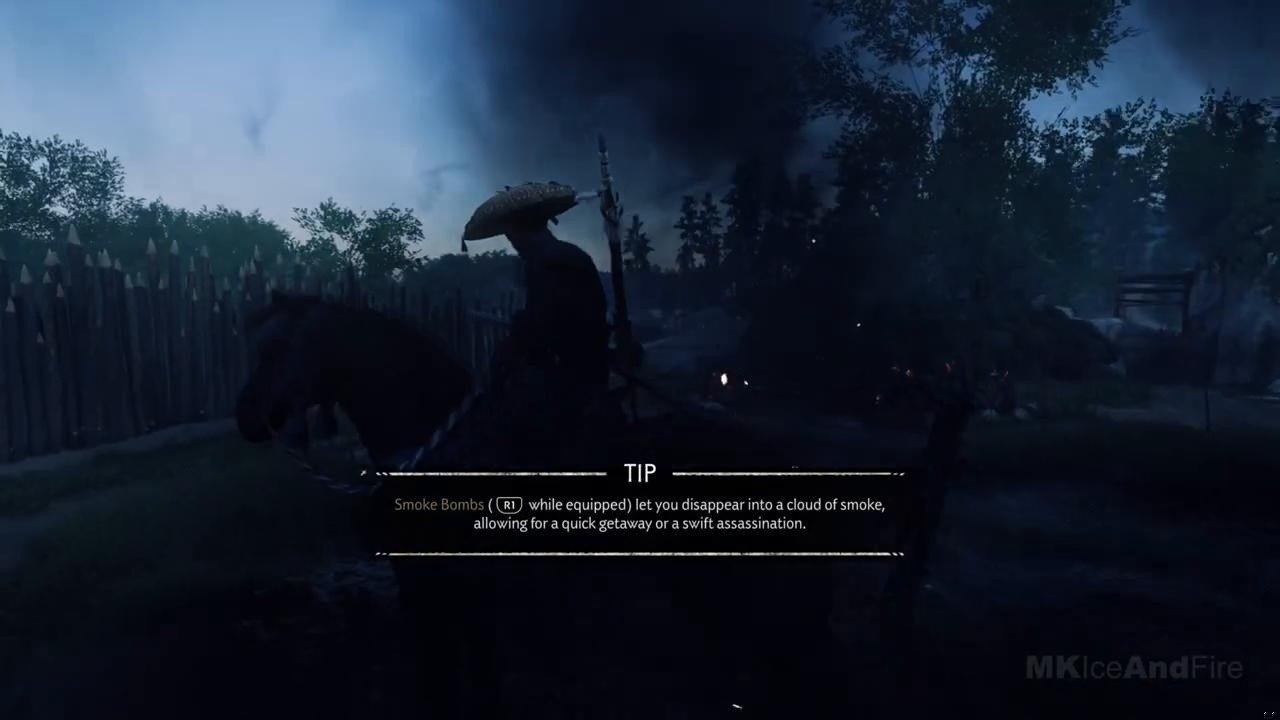 TIP
Smoke Bombs ( R1 while equipped) let you disappear into a cloud of smoke,
allowing for a quick getaway or a swift assassination.
MKIceAndFire